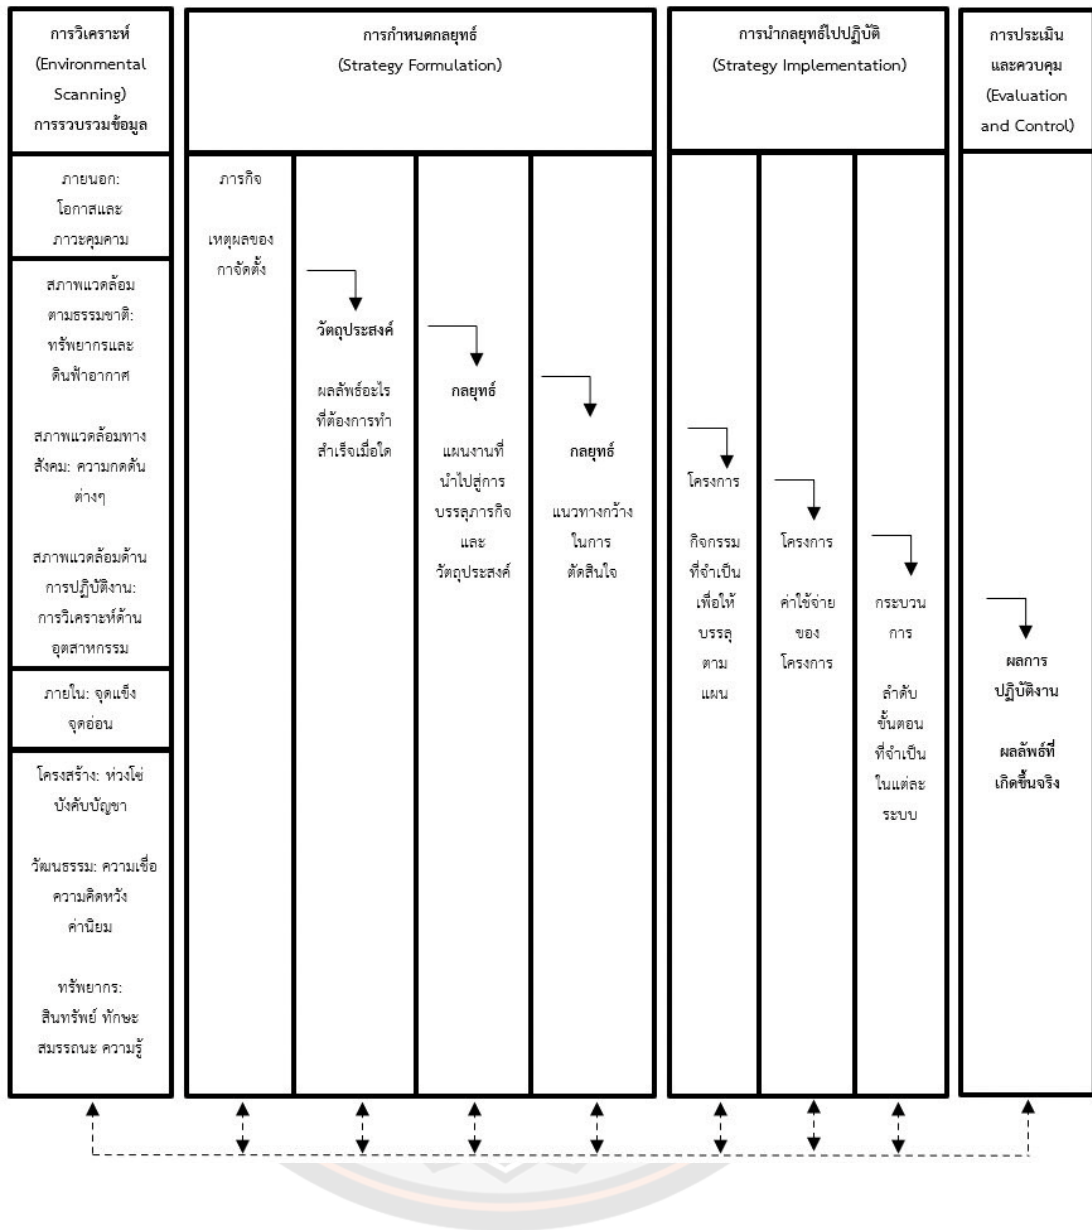 การวิเคราะห์
(Environmental
Scanning)
การรวบรวมข้อมูล
ภายนอก:
โอกาสและ
ภาวะคุมคาม
สภาพแวดล้อม
ตามธรรมชาติ:
ทรัพยากรและ
ดินฟ้าอากาศ
สภาพแวดล้อมทาง
สังคม: ความกดดัน
ต่างๆ
สภาพแวดล้อมด้าน
การปฏิบัติงาน:
การวิเคราะห์ด้าน
อุตสาหกรรม
ภายใน: จุดแข็ง
จุดอ่อน
โครงสร้าง: ห่วงโซ่
บังคับบัญชา
วัฒนธรรม: ความเชื่อ
ความคิดหวัง
ค่านิยม
ทรัพยากร:
สินทรัพย์ ทักษะ
สมรรถนะ ความรู้
การกำหนดกลยุทธ์
(Strategy Formulation)
ภารกิจ
เหตุผลของ
กาจัดตั้ง
วัตถุประสงค์
ผลลัพธ์อะไร
ที่ต้องการทำ
สำเร็จเมื่อใด
กลยุทธ์
แผนงานที่
นำไปสู่การ
บรรลุภารกิจ
และ
วัตถุประสงค์
กลยุทธ์
แนวทางกว้าง
ในการ
ตัดสินใจ
การนำกลยุทธ์ไปปฏิบัติ
(Strategy Implementation)
โครงการ
กิจกรรม
ที่จำเป็น
เพื่อให้
บรรลุ
ตาม
แผน
โครงการ
ค่าใช้จ่าย
ของ
โครงการ
กระบวน
การ
ลำดับ
ขั้นตอน
ที่จำเป็น
ในแต่ละ
ระบบ
การประเมิน
และควบคุม
(Evaluation
and Control)
ผลการ
ปฏิบัติงาน
ผลลัพธ์ที่
เกิดขึ้นจริง